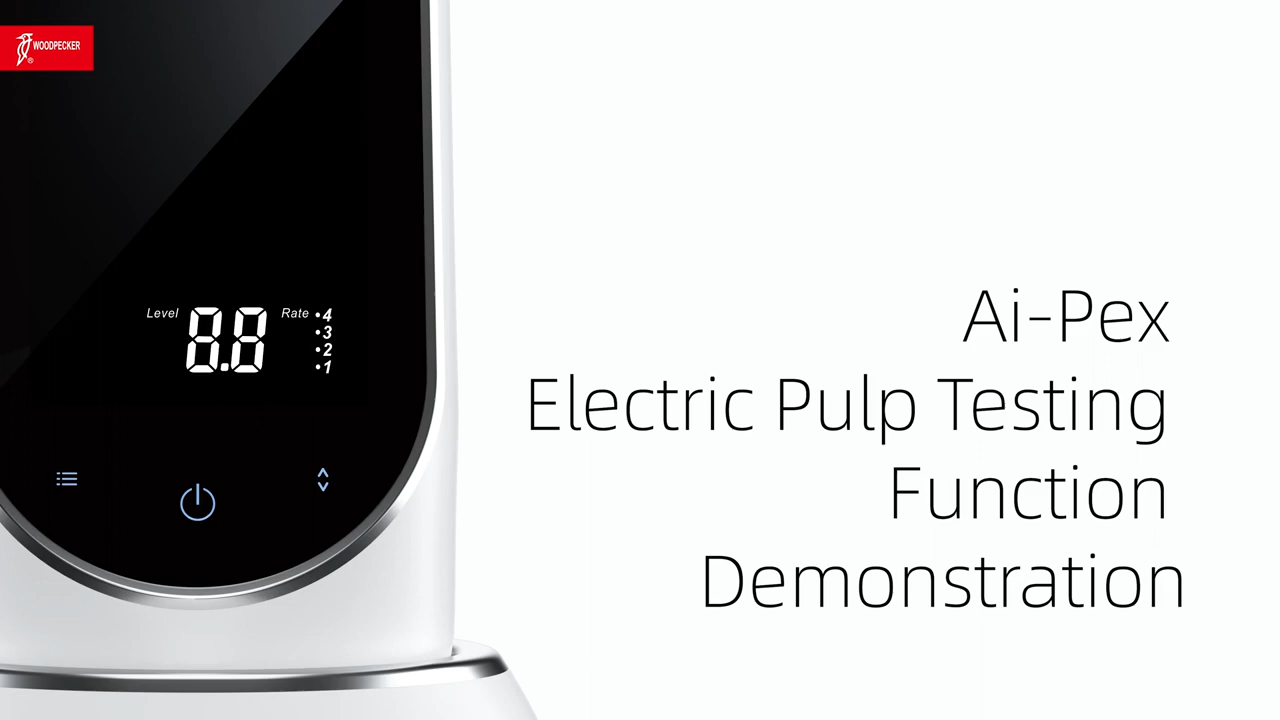 WOODPECKER
®
Level 8.8 Rate •4
•3
•2
•1
Ai-Pex
Electric Pulp Testing
Function
Demonstration